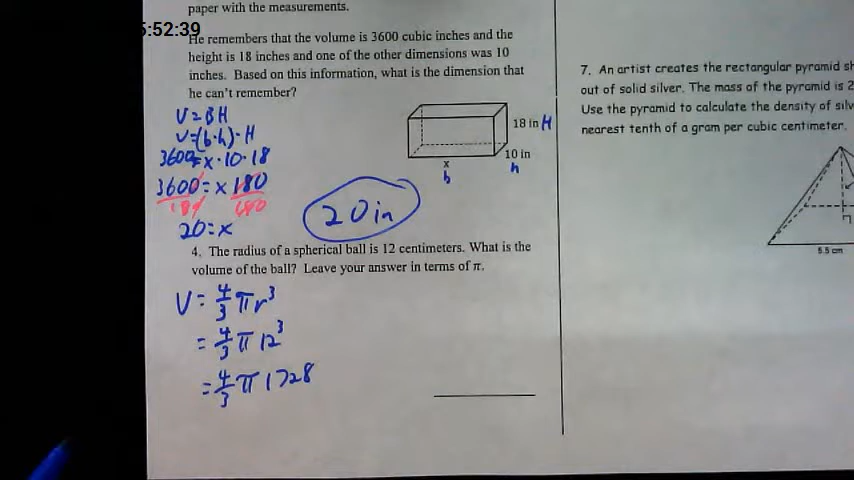 paper with the measurements.
5:52:39
He remembers that the volume is 3600 cubic inches and the
height is 18 inches and one of the other dimensions was 10
inches. Based on this information, what is the dimension that
he can't remember?
V=BH
V=(b·h)·H
3600=x·10·18
3600=x180
180 180
20=x
18 in H
10 in
h
x
b
20in
4. The radius of a spherical ball is 12 centimeters. What is the
volume of the ball? Leave your answer in terms of π.
V=4/3πr³
=4/3π12³
=4/3π1728
7. An artist creates the rectangular pyramid sh
out of solid silver. The mass of the pyramid is 2
Use the pyramid to calculate the density of silv
nearest tenth of a gram per cubic centimeter.
5.5 cm